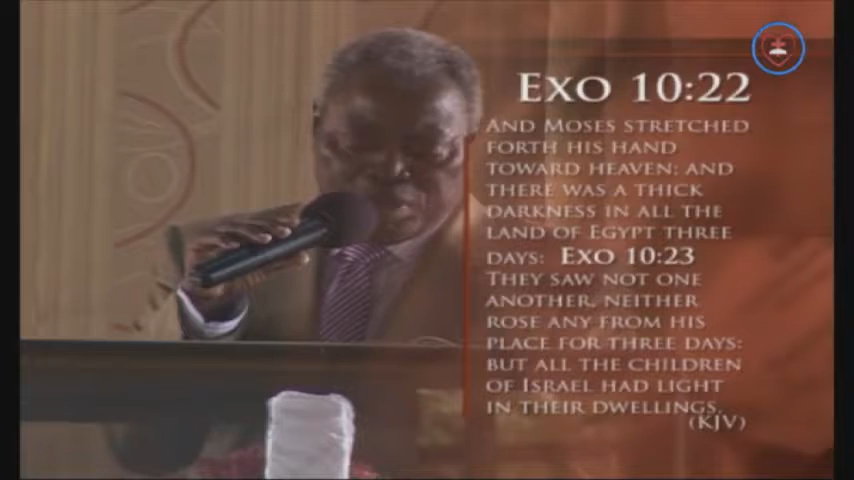 EXO 10:22
AND MOSES STRETCHED
FORTH HIS HAND
TOWARD HEAVEN; AND
THERE WAS A THICK
DARKNESS IN ALL THE
LAND OF EGYPT THREE
DAYS: EXO 10:23
THEY SAW NOT ONE
ANOTHER, NEITHER
ROSE ANY FROM HIS
PLACE FOR THREE DAYS:
BUT ALL THE CHILDREN
OF ISRAEL HAD LIGHT
IN THEIR DWELLINGS.
(KJV)